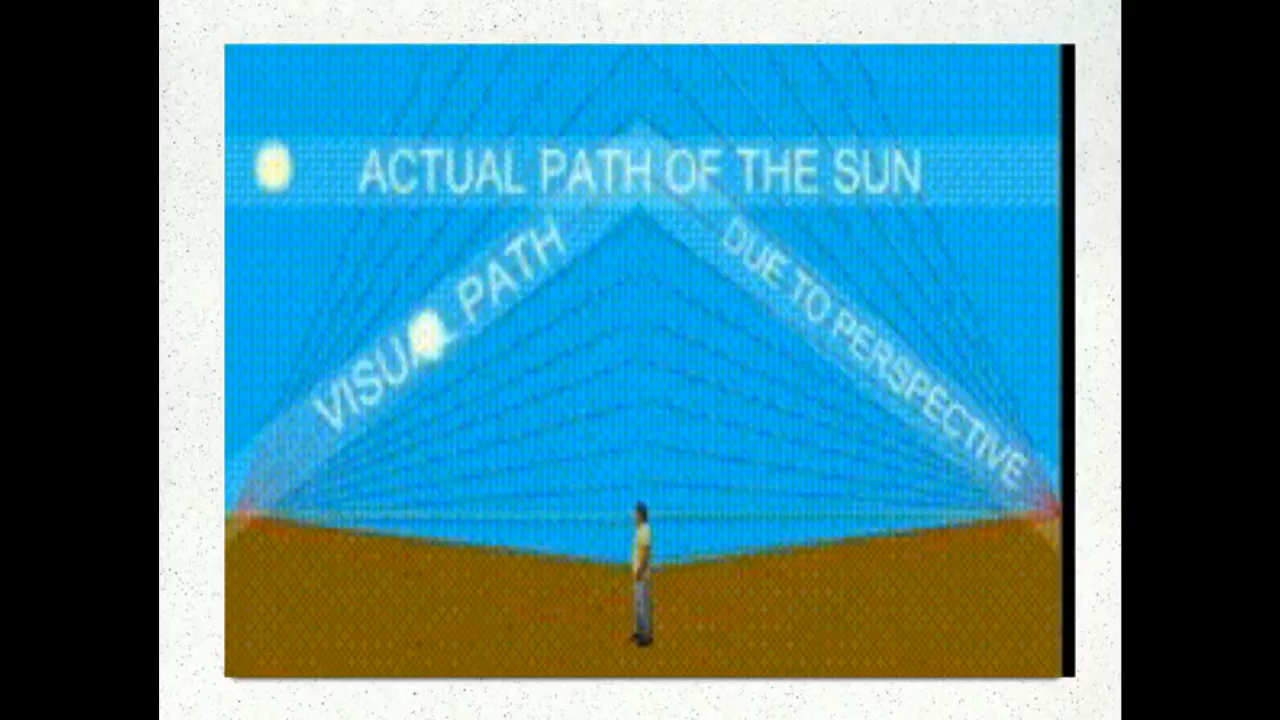 ACTUAL PATH OF THE SUN
VISUAL PATH
DUE TO PERSPECTIVE